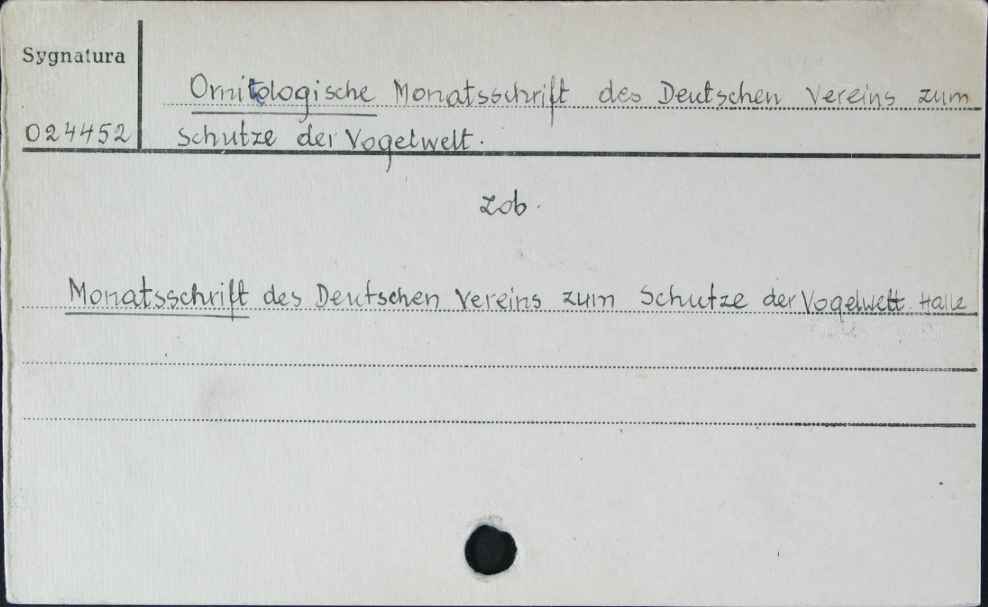 Sygnatura
Ornitologische Monatsschrift des Deutschen Vereins zum
024452 Schutze der Vogelwelt.
Zob.
Monatsschrift des Deutschen Vereins zum Schutze der Vogelwelt Halle